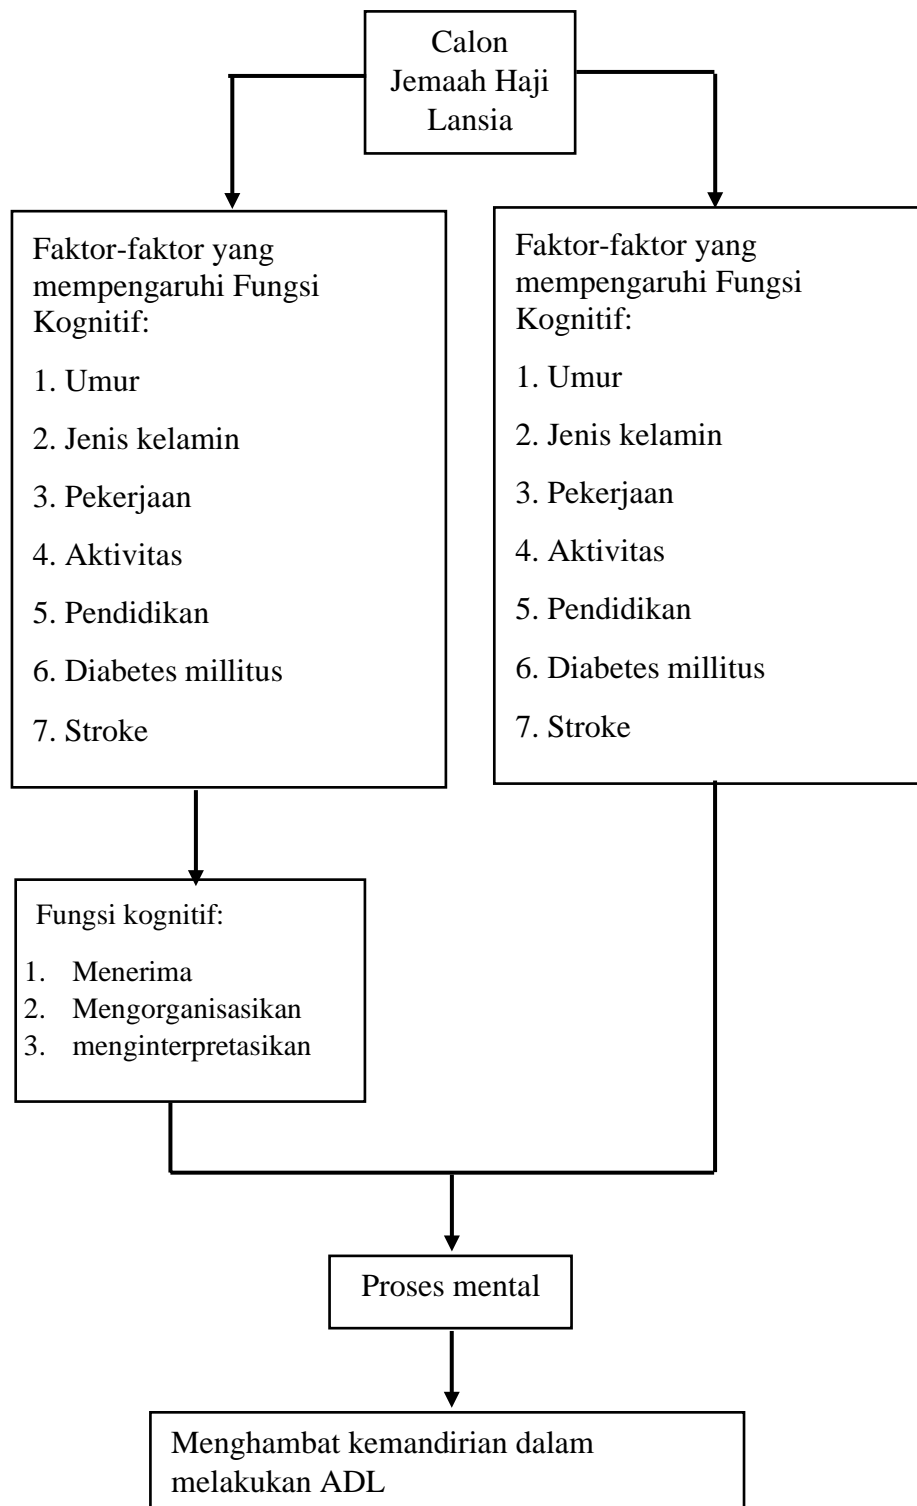 Calon
Jemaah Haji
Lansia
Faktor-faktor yang
mempengaruhi Fungsi
Kognitif:
1. Umur
2. Jenis kelamin
3. Pekerjaan
4. Aktivitas
5. Pendidikan
6. Diabetes millitus
7. Stroke
Faktor-faktor yang
mempengaruhi Fungsi
Kognitif:
1. Umur
2. Jenis kelamin
3. Pekerjaan
4. Aktivitas
5. Pendidikan
6. Diabetes millitus
7. Stroke
Fungsi kognitif:
1. Menerima
2. Mengorganisasikan
3. menginterpretasikan
Proses mental
Menghambat kemandirian dalam
melakukan ADL